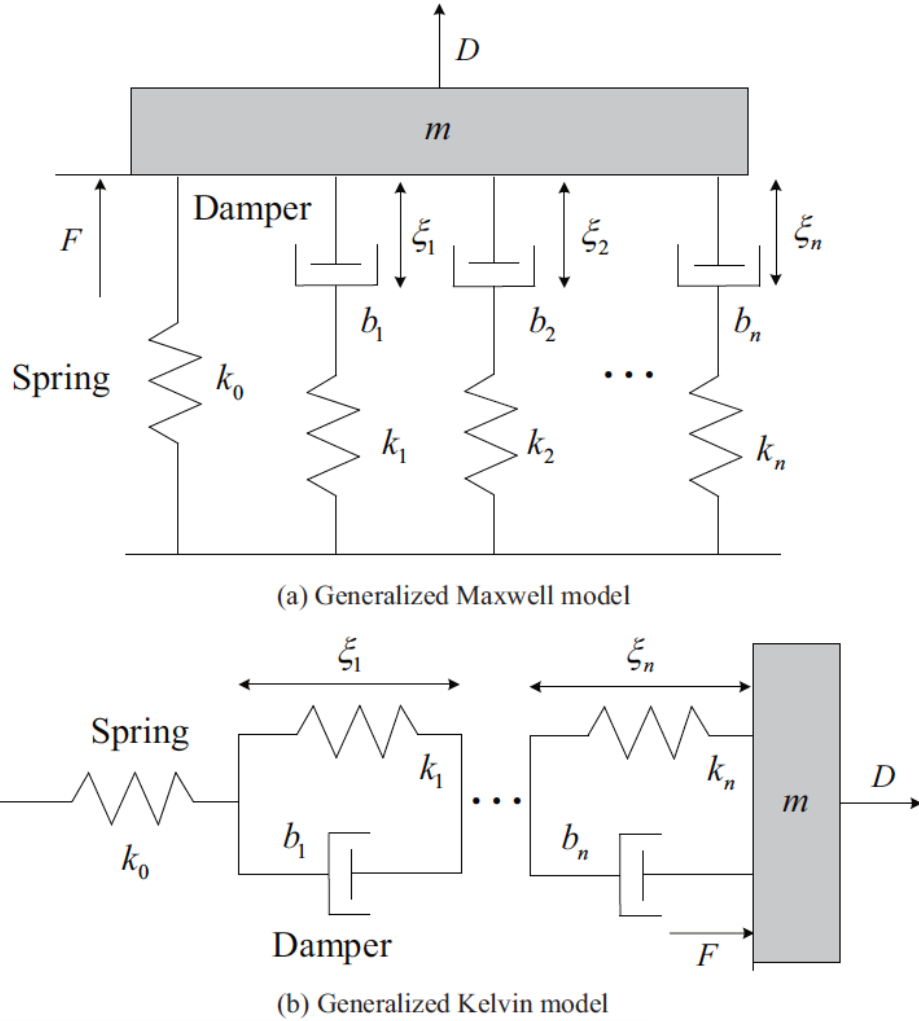 D
m
F
Damper
ξ₁
ξ₂
ξₙ
b₁
b₂
bₙ
Spring
k₀
...
k₁
k₂
kₙ
(a) Generalized Maxwell model
ξ₁
ξₙ
Spring
k₁
kₙ
D
...
m
k₀
b₁
bₙ
Damper
F
(b) Generalized Kelvin model